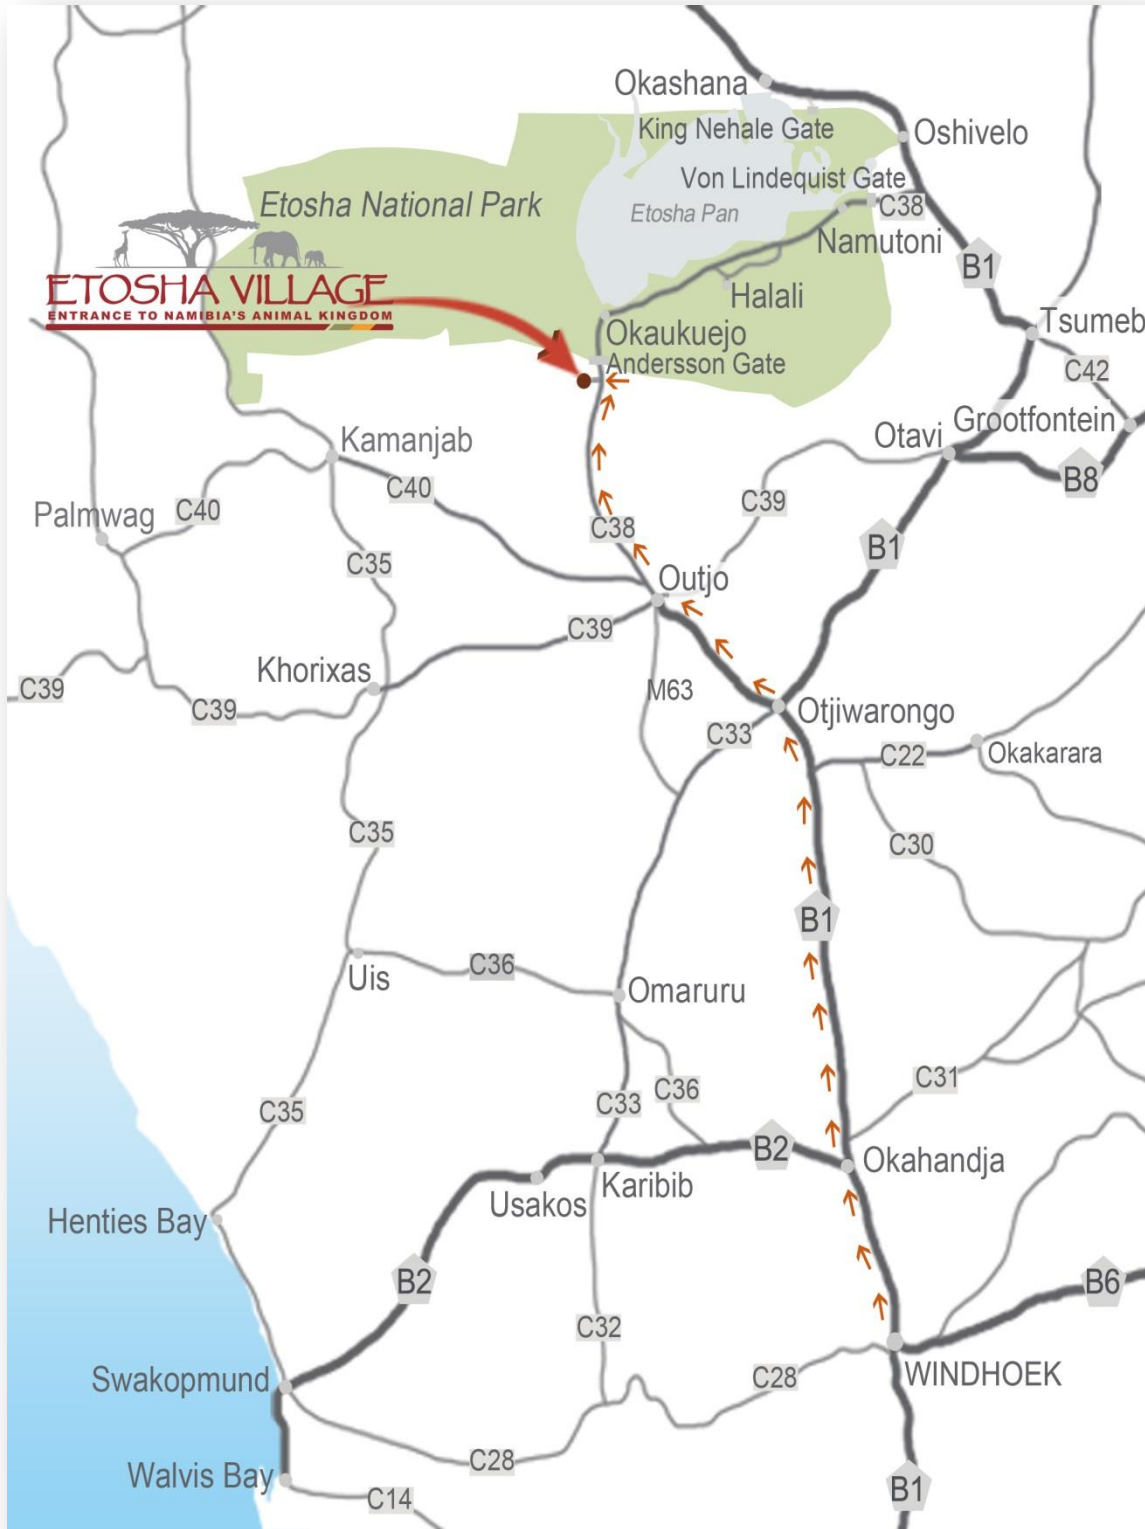 Okashana
King Nehale Gate
Oshivelo
Von Lindequist Gate
Etosha National Park
Etosha Pan
C38
Namutoni
B1
ETOSHA VILLAGE
ENTRANCE TO NAMIBIA'S ANIMAL KINGDOM
Halali
Okaukuejo
Andersson Gate
Tsumeb
C42
Grootfontein
Otavi
B8
Kamanjab
C40
C40
Palmwag
C39
C38
B1
C35
Outjo
C39
Khorixas
C39
C39
M63
Otjiwarongo
C33
C22
Okakarara
C35
C30
B1
Uis
C36
Omaruru
C31
C35
C33
C36
B2
Okahandja
Karibib
Usakos
Henties Bay
B2
B6
C32
C28
WINDHOEK
Swakopmund
C28
Walvis Bay
C14
B1